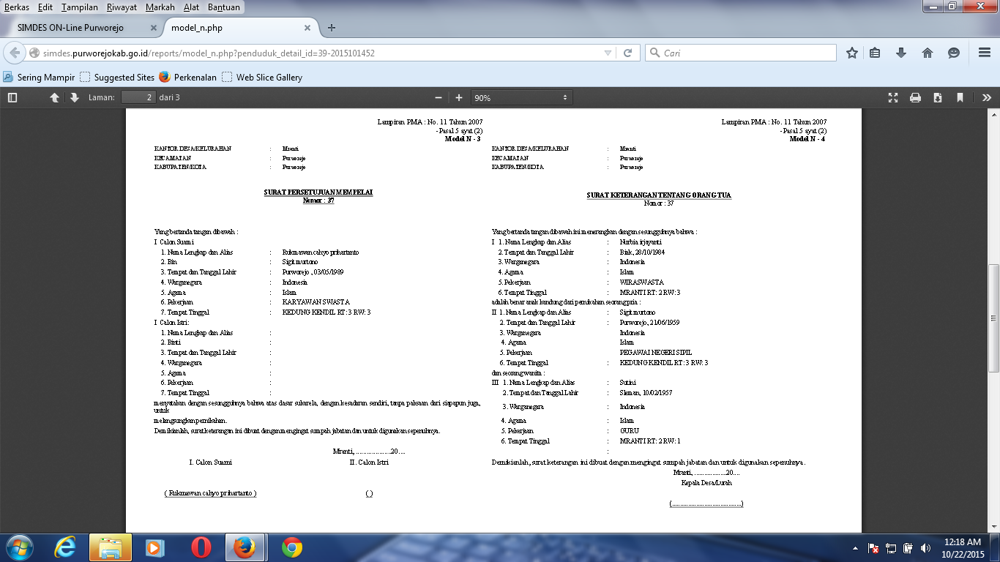 Berkas Edit Tampilan Riwayat Markah Alat Bantuan
SIMDES ON-Line Purworejo
model_n.php
simdes.purworejokab.go.id/reports/model_n.php?penduduk_detail_id=39-2015101452
Cari
Sering Mampir Suggested Sites Perkenalan Web Slice Gallery
Laman: 2 dari 3
90%
Lampiran PMA : No. 11 Tahun 2007
- Pasal 5 ayat (2)
Model N - 3
KANTOR DESA/KELURAHAN : Mranti
KECAMATAN : Purworejo
KABUPATEN/KOTA : Purworejo
SURAT PERSETUJUAN MEMPELAI
Nomor : 37
Yang bertanda tangan dibawah :
I Calon Suami
1. Nama Lengkap dan Alias : Rukmawan cahyo prihartanto
2. Bin : Sigit murtono
3. Tempat dan Tanggal Lahir : Purworejo , 03/05/1989
4. Warganegara : Indonesia
5. Agama : Islam
6. Pekerjaan : KARYAWAN SWASTA
7. Tempat Tinggal : KEDUNG KENDIL RT: 3 RW: 3
I Calon Istri:
1. Nama Lengkap dan Alias :
2. Binti :
3. Tempat dan Tanggal Lahir :
4. Warganegara :
5. Agama :
6. Pekerjaan :
7. Tempat Tinggal :
menyatakan dengan sesungguhnya bahwa atas dasar sukarela, dengan kesadaran sendiri, tanpa paksaan dari siapapun juga,
untuk
melangsungkan pernikahan.
Demikianlah, surat keterangan ini dibuat dengan mengingat sumpah jabatan dan untuk digunakan sepenuhnya.
Mranti, ....................20....
I. Calon Suami II. Calon Istri
( Rukmawan cahyo prihartanto ) ( )
Lampiran PMA : No. 11 Tahun 2007
- Pasal 5 ayat (2)
Model N - 4
KANTOR DESA/KELURAHAN : Mranti
KECAMATAN : Purworejo
KABUPATEN/KOTA : Purworejo
SURAT KETERANGAN TENTANG ORANG TUA
Nomor : 37
Yang bertanda tangan dibawah ini menerangkan dengan sesungguhnya bahwa :
I 1. Nama Lengkap dan Alias : Nurbia irjayanti
2. Tempat dan Tanggal Lahir : Biak, 28/10/1984
3. Warganegara : Indonesia
4. Agama : Islam
5. Pekerjaan : WIRASWASTA
6. Tempat Tinggal : MRANTI RT: 2 RW: 3
adalah benar anak kandung dari pernikahan seorang pria :
II 1. Nama Lengkap dan Alias : Sigit murtono
2. Tempat dan Tanggal Lahir : Purworejo, 21/06/1959
3. Warganegara Indonesia
4. Agama Islam
5. Pekerjaan PEGAWAI NEGERI SIPIL
6. Tempat Tinggal : KEDUNG KENDIL RT: 3 RW: 3
dan seorang wanita :
III 1. Nama Lengkap dan Alias : Sutini
2. Tempat dan Tanggal Lahir : Sleman, 10/02/1957
3. Warganegara : Indonesia
4. Agama : Islam
5. Pekerjaan : GURU
6. Tempat Tinggal : MRANTI RT: 2 RW: 1
:
Demikianlah, surat keterangan ini dibuat dengan mengingat sumpah jabatan dan untuk digunakan sepenuhnya .
Mranti, ....................20....
Kepala Desa/Lurah
(..........................................)
12:18 AM
10/22/2015